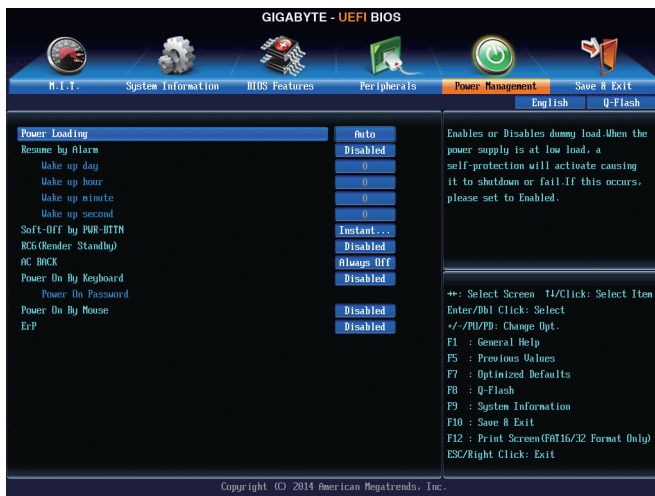 GIGABYTE - UEFI BIOS
M.I.T.
System Information
BIOS Features
Peripherals
Power Management
Save & Exit
English
Q-Flash
Power Loading
Auto
Resume by Alarm
Disabled
Wake up day
0
Wake up hour
0
Wake up minute
0
Wake up second
0
Soft-Off by PWR-BTTN
Instant...
RC6(Render Standby)
Disabled
AC BACK
Always Off
Power On By Keyboard
Disabled
Power On Password
Power On By Mouse
Disabled
ErP
Disabled
Enables or Disables dummy load.When the
power supply is at low load, a
self-protection will activate causing
it to shutdown or fail.If this occurs,
please set to Enabled.
→←: Select Screen ↑↓/Click: Select Item
Enter/Dbl Click: Select
+/-/PU/PD: Change Opt.
F1 : General Help
F5 : Previous Values
F7 : Optimized Defaults
F8 : Q-Flash
F9 : System Information
F10 : Save & Exit
F12 : Print Screen(FAT16/32 Format Only)
ESC/Right Click: Exit
Copyright (C) 2014 American Megatrends, Inc.